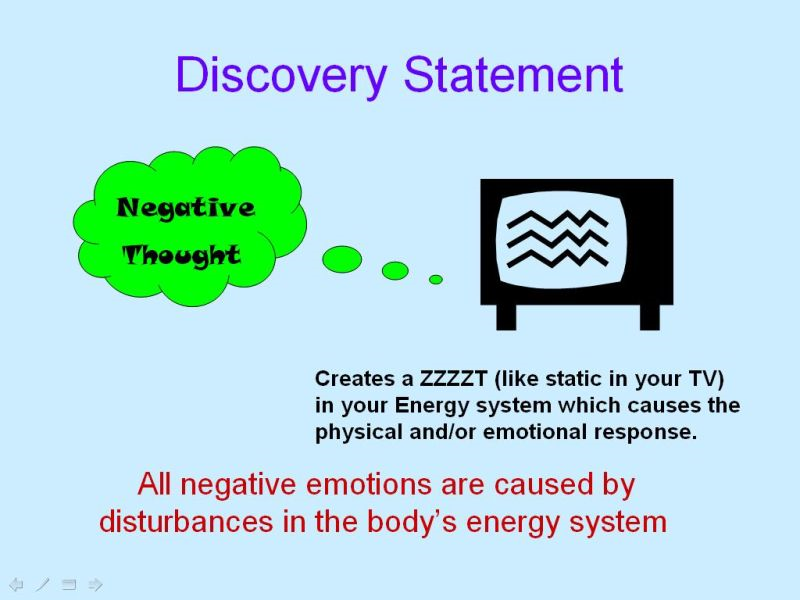 Discovery Statement
Negative
Thought
Creates a ZZZZT (like static in your TV)
in your Energy system which causes the
physical and/or emotional response.
All negative emotions are caused by
disturbances in the body's energy system